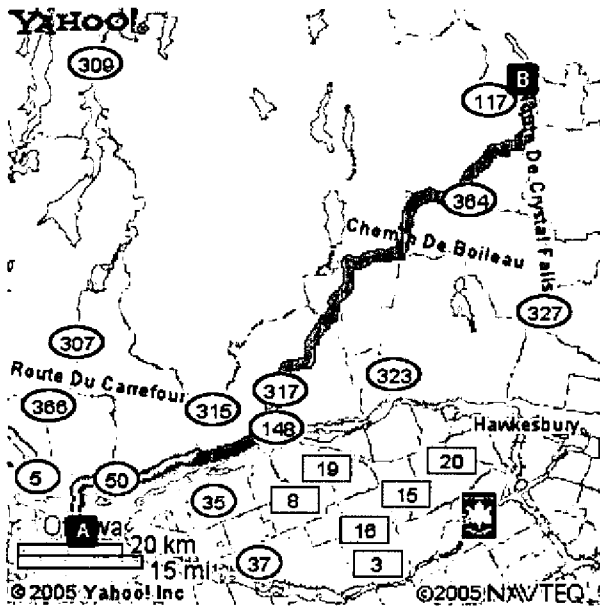 YAHOO!
309
B
117
364
Chemin De Boileau
Route De Crystal Falls
327
307
Route Du Carrefour
317
323
366
315
148
Hawkesbury
5
50
19
20
35
8
15
16
A
20 km
15 mi
37
3
©2005 Yahoo! Inc
©2005 NAVTEQ